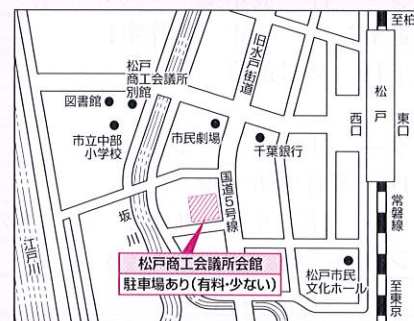 至柏
松戸
東口
西口
常磐線
至東京
旧水戸街道
松戸
商工会議所
別館
図書館
市立中部
小学校
市民劇場
千葉銀行
国道5号線
坂川
江戸川
松戸商工会議所会館
駐車場あり(有料・少ない)
松戸市民
文化ホール